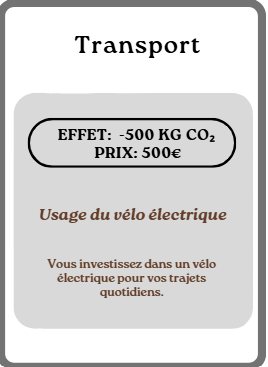 Transport
EFFET: -500 KG CO₂
PRIX: 500€
Usage du vélo électrique
Vous investissez dans un vélo
électrique pour vos trajets
quotidiens.